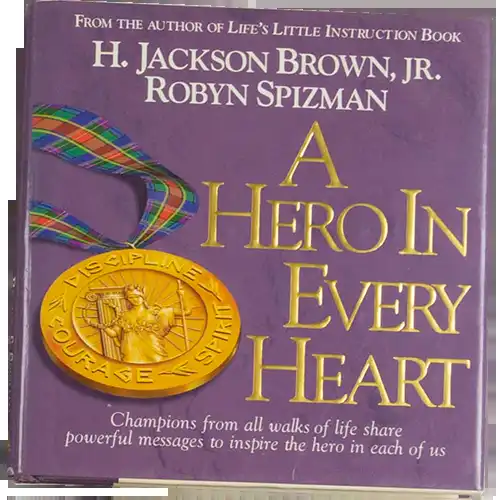 FROM THE AUTHOR OF LIFE'S LITTLE INSTRUCTION BOOK
H. JACKSON BROWN, JR.
ROBYN SPIZMAN
A
HERO IN
EVERY
HEART
DISCIPLINE
COURAGE
SPIRIT
Champions from all walks of life share
powerful messages to inspire the hero in each of us